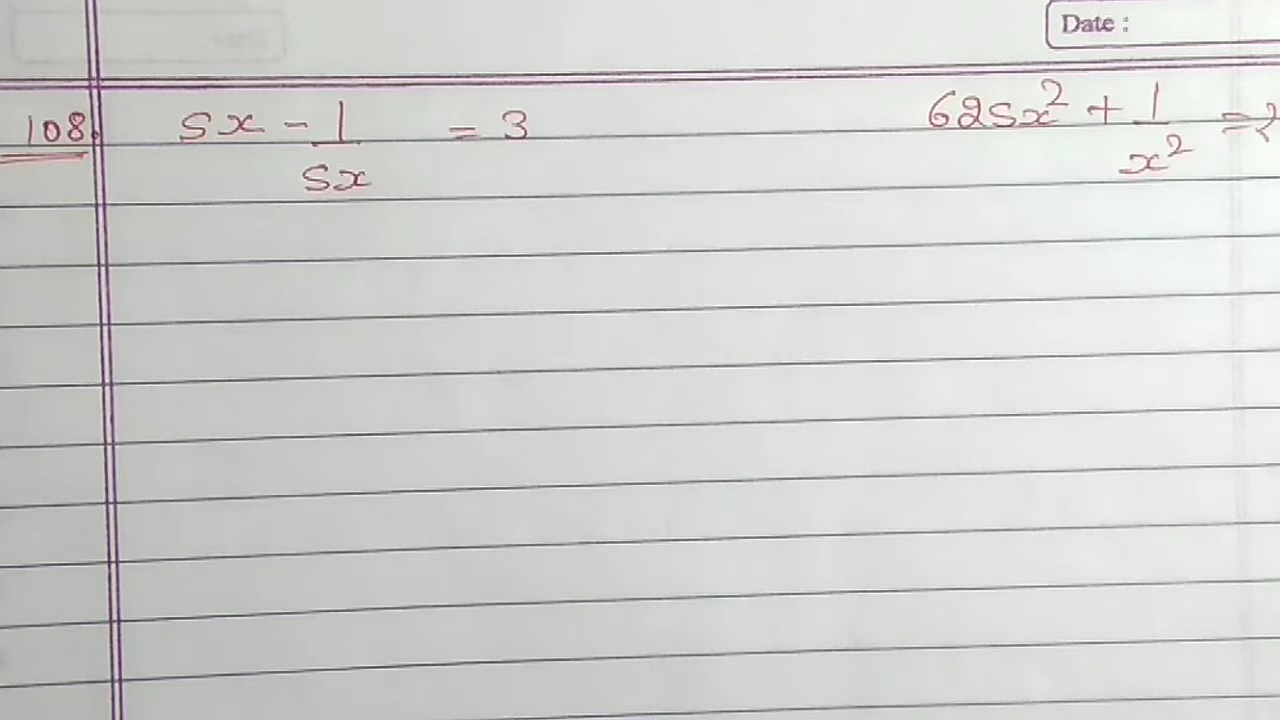 Date :
108. 5x - 1/5x = 3 625x² + 1/x² = ?